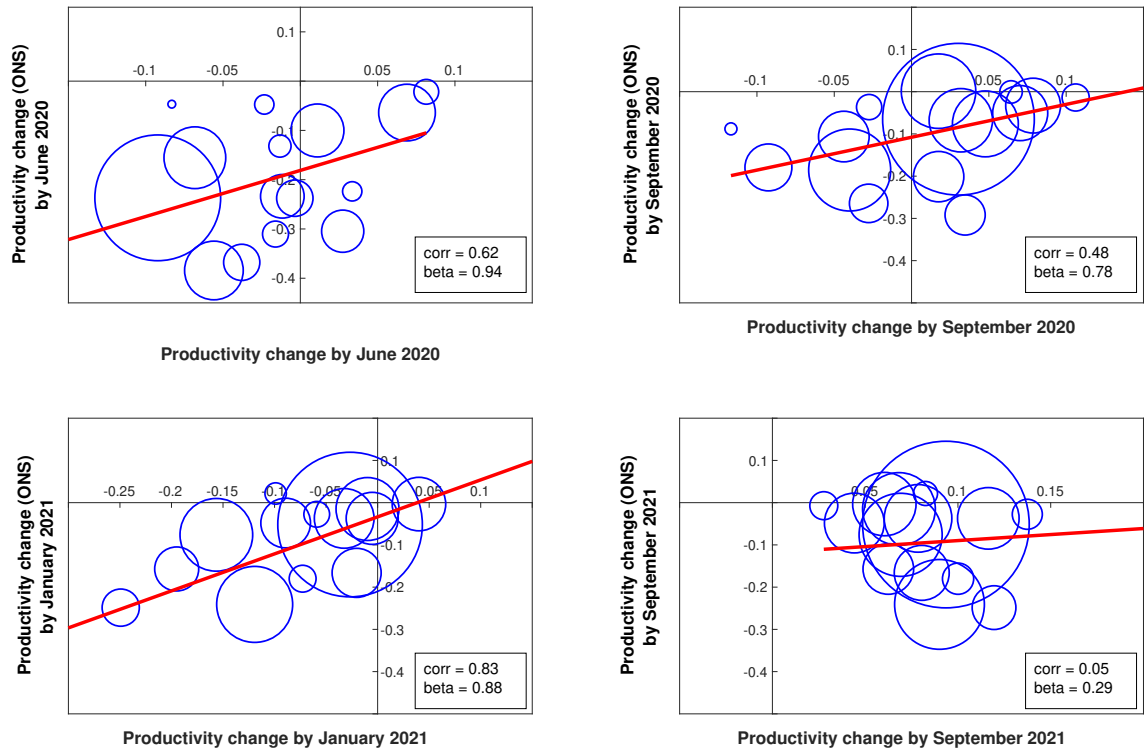 Productivity change (ONS)
by June 2020
0.1
-0.1
-0.05
0.05
0.1
-0.1
-0.2
-0.3
-0.4
corr = 0.62
beta = 0.94
Productivity change by June 2020
Productivity change (ONS)
by September 2020
0.1
-0.1
-0.05
0.05
0.1
-0.1
-0.2
-0.3
-0.4
corr = 0.48
beta = 0.78
Productivity change by September 2020
Productivity change (ONS)
by January 2021
0.1
-0.25
-0.2
-0.15
-0.1
-0.05
0.05
0.1
-0.1
-0.2
-0.3
-0.4
corr = 0.83
beta = 0.88
Productivity change by January 2021
Productivity change (ONS)
by September 2021
0.1
0.05
0.1
0.15
-0.1
-0.2
-0.3
-0.4
corr = 0.05
beta = 0.29
Productivity change by September 2021